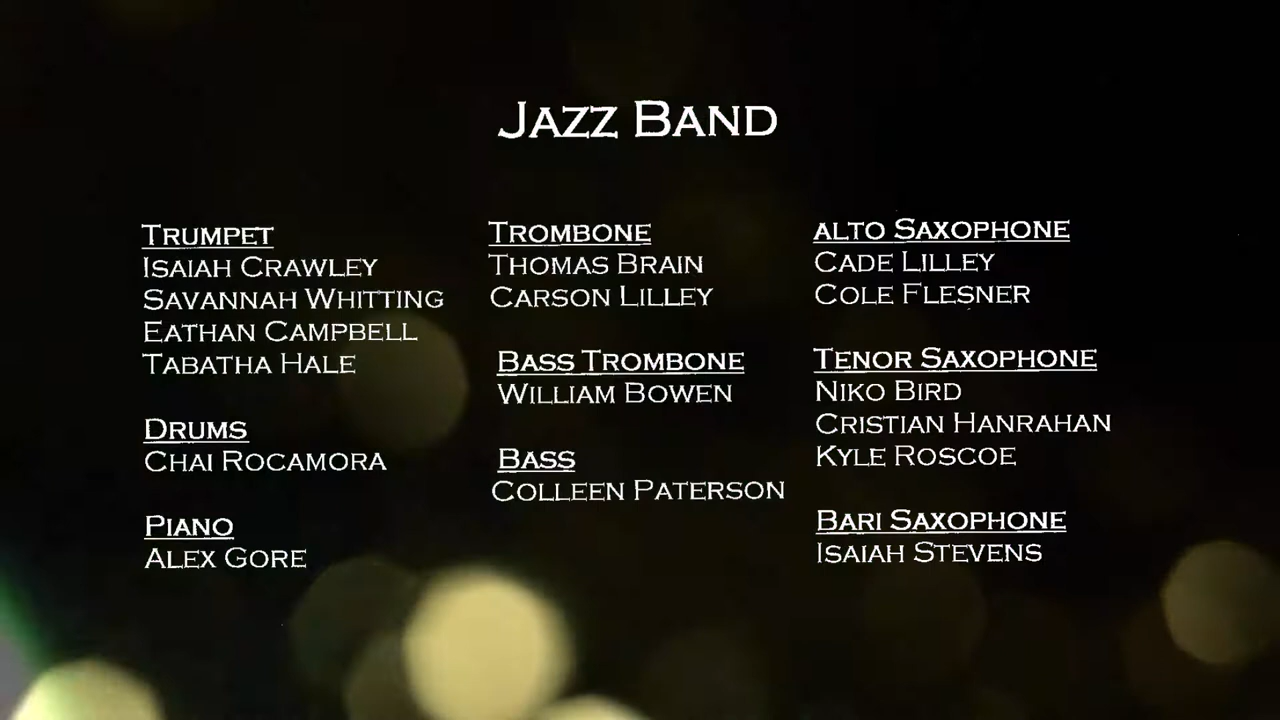 JAZZ BAND
TRUMPET
ISAIAH CRAWLEY
SAVANNAH WHITTING
EATHAN CAMPBELL
TABATHA HALE
DRUMS
CHAI ROCAMORA
PIANO
ALEX GORE
TROMBONE
THOMAS BRAIN
CARSON LILLEY
BASS TROMBONE
WILLIAM BOWEN
BASS
COLLEEN PATERSON
ALTO SAXOPHONE
CADE LILLEY
COLE FLESNER
TENOR SAXOPHONE
NIKO BIRD
CRISTIAN HANRAHAN
KYLE ROSCOE
BARI SAXOPHONE
ISAIAH STEVENS